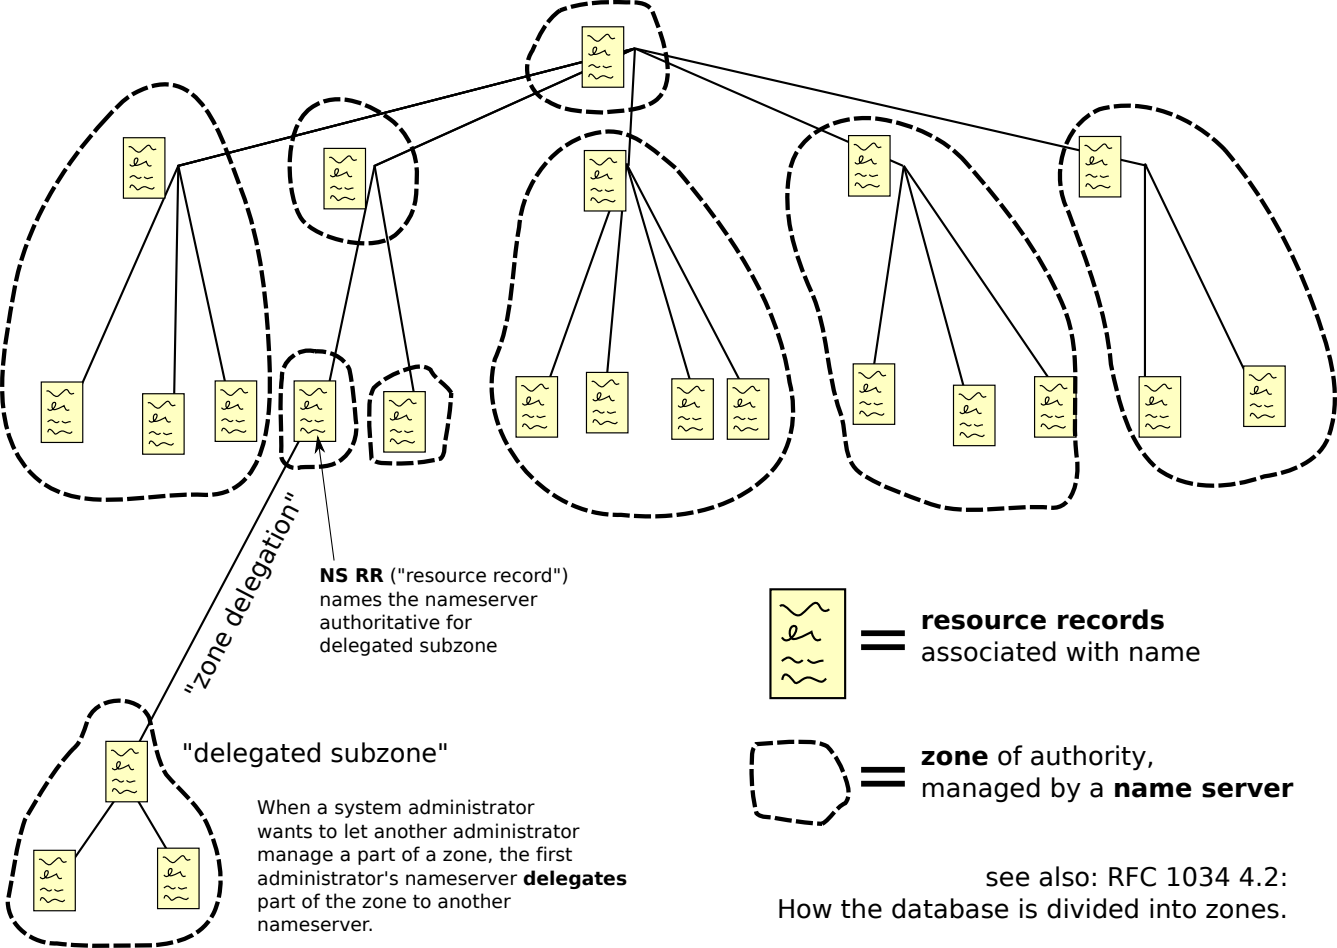 "zone delegation"
NS RR ("resource record")
names the nameserver
authoritative for
delegated subzone
resource records
associated with name
"delegated subzone"
zone of authority,
managed by a name server
When a system administrator
wants to let another administrator
manage a part of a zone, the first
administrator's nameserver delegates
part of the zone to another
nameserver.
see also: RFC 1034 4.2:
How the database is divided into zones.